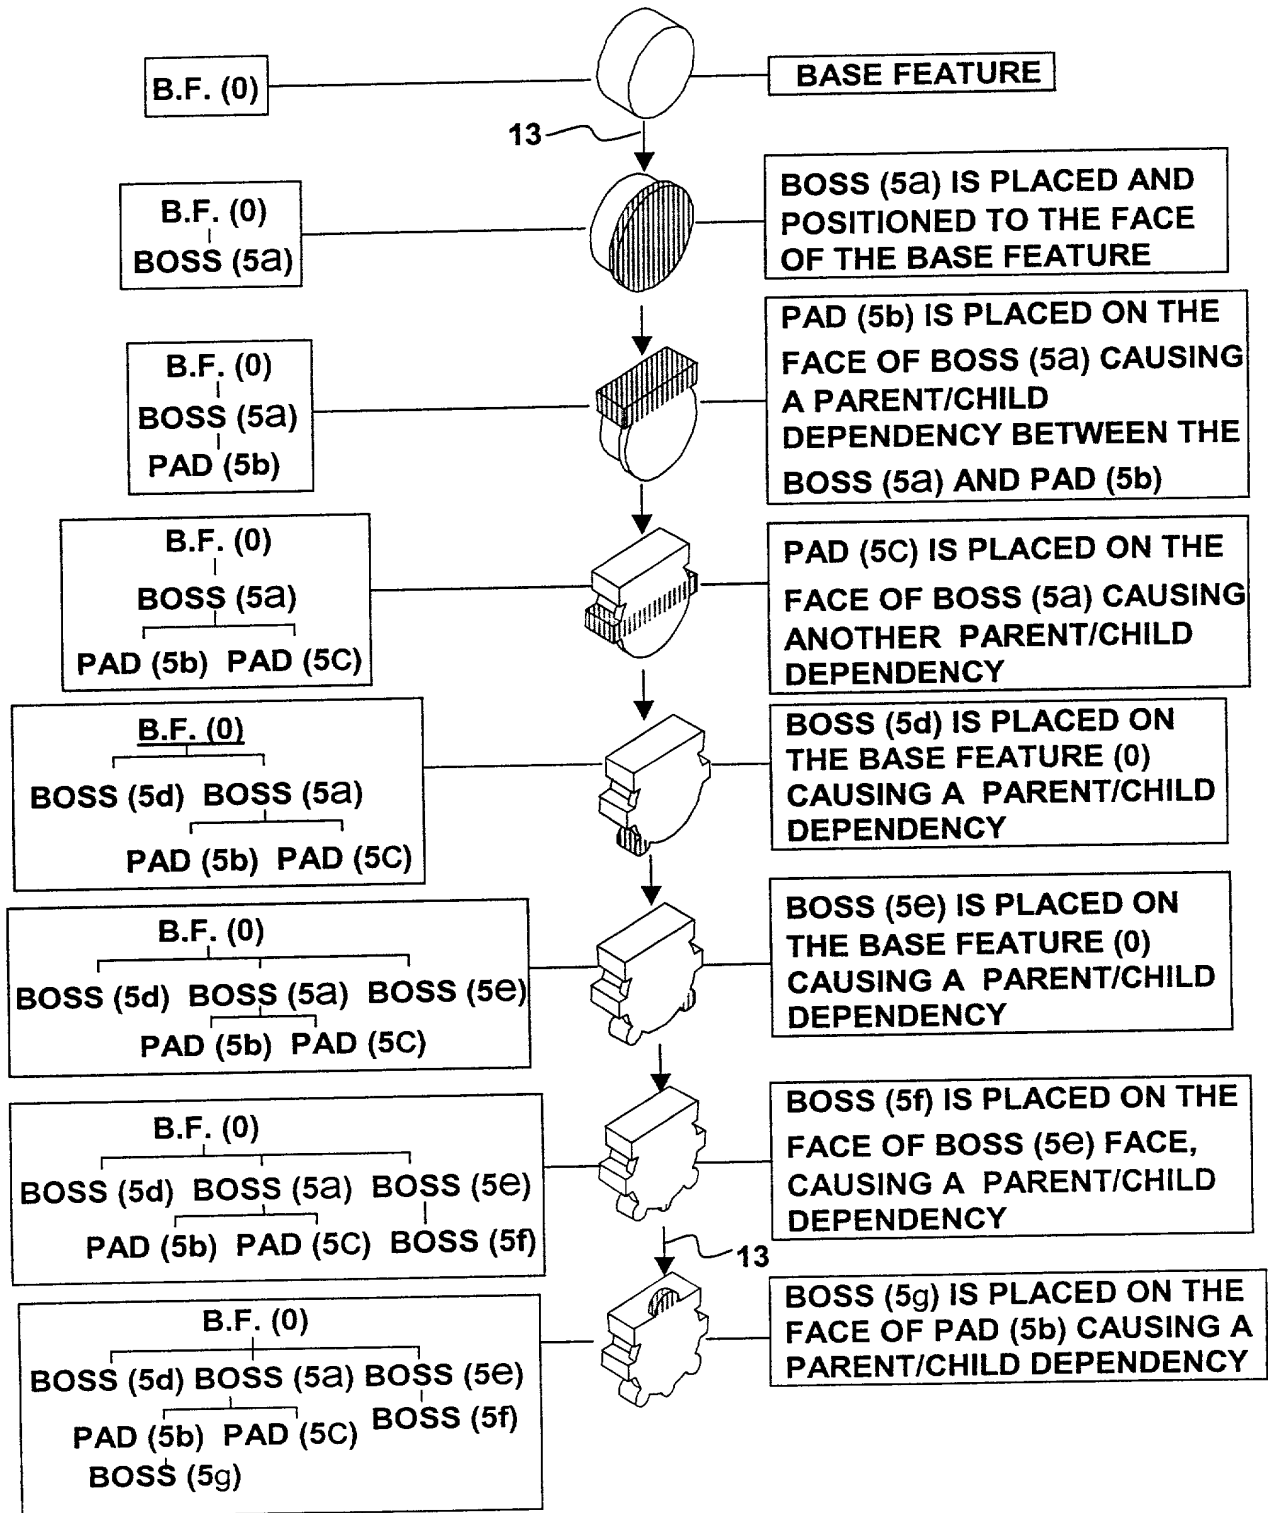 B.F. (0)
BASE FEATURE
13
B.F. (0)
BOSS (5a)
BOSS (5a) IS PLACED AND
POSITIONED TO THE FACE
OF THE BASE FEATURE
B.F. (0)
BOSS (5a)
PAD (5b)
PAD (5b) IS PLACED ON THE
FACE OF BOSS (5a) CAUSING
A PARENT/CHILD
DEPENDENCY BETWEEN THE
BOSS (5a) AND PAD (5b)
B.F. (0)
BOSS (5a)
PAD (5b) PAD (5C)
PAD (5C) IS PLACED ON THE
FACE OF BOSS (5a) CAUSING
ANOTHER PARENT/CHILD
DEPENDENCY
B.F. (0)
BOSS (5d) BOSS (5a)
PAD (5b) PAD (5C)
BOSS (5d) IS PLACED ON
THE BASE FEATURE (0)
CAUSING A PARENT/CHILD
DEPENDENCY
B.F. (0)
BOSS (5d) BOSS (5a) BOSS (5e)
PAD (5b) PAD (5C)
BOSS (5e) IS PLACED ON
THE BASE FEATURE (0)
CAUSING A PARENT/CHILD
DEPENDENCY
B.F. (0)
BOSS (5d) BOSS (5a) BOSS (5e)
PAD (5b) PAD (5C) BOSS (5f)
BOSS (5f) IS PLACED ON THE
FACE OF BOSS (5e) FACE,
CAUSING A PARENT/CHILD
DEPENDENCY
13
B.F. (0)
BOSS (5d) BOSS (5a) BOSS (5e)
PAD (5b) PAD (5C) BOSS (5f)
BOSS (5g)
BOSS (5g) IS PLACED ON THE
FACE OF PAD (5b) CAUSING A
PARENT/CHILD DEPENDENCY